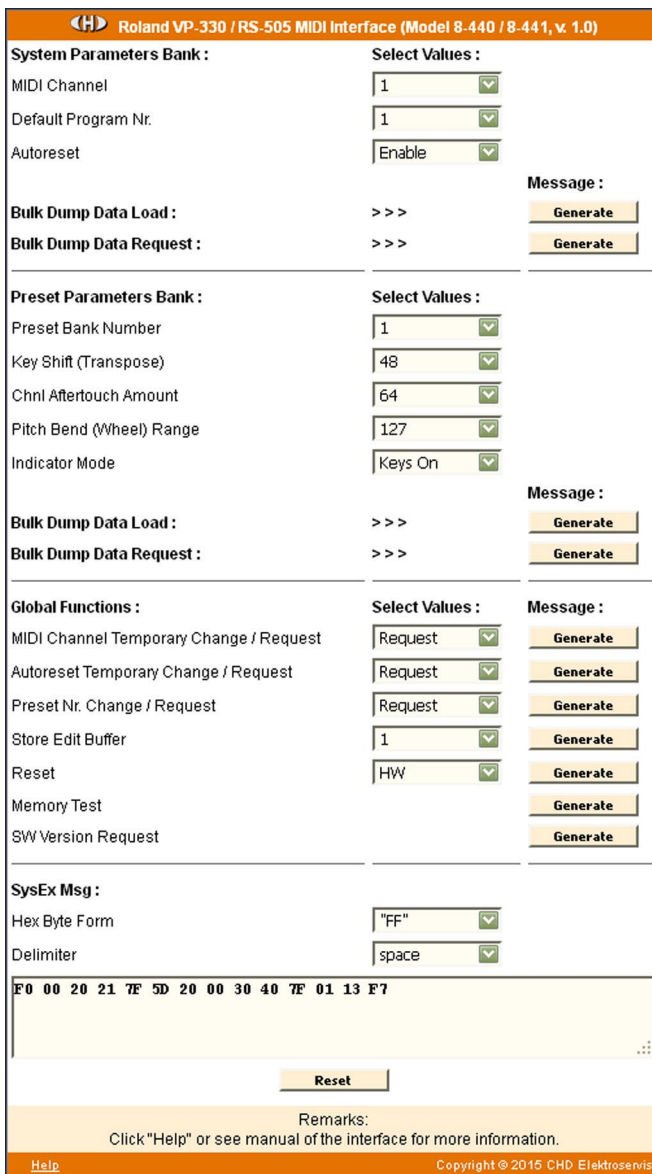 CHD Roland VP-330 / RS-505 MIDI Interface (Model 8-440 / 8-441, v. 1.0)
System Parameters Bank : Select Values :
MIDI Channel 1
Default Program Nr. 1
Autoreset Enable
Message :
Bulk Dump Data Load : > > > Generate
Bulk Dump Data Request : > > > Generate
Preset Parameters Bank : Select Values :
Preset Bank Number 1
Key Shift (Transpose) 48
Chnl Aftertouch Amount 64
Pitch Bend (Wheel) Range 127
Indicator Mode Keys On
Message :
Bulk Dump Data Load : > > > Generate
Bulk Dump Data Request : > > > Generate
Global Functions : Select Values : Message :
MIDI Channel Temporary Change / Request Request Generate
Autoreset Temporary Change / Request Request Generate
Preset Nr. Change / Request Request Generate
Store Edit Buffer 1 Generate
Reset HW Generate
Memory Test Generate
SW Version Request Generate
SysEx Msg :
Hex Byte Form "FF"
Delimiter space
F0 00 20 21 7F 5D 20 00 30 40 7F 01 13 F7
Reset
Remarks:
Click "Help" or see manual of the interface for more information.
Help Copyright © 2015 CHD Elektroservis